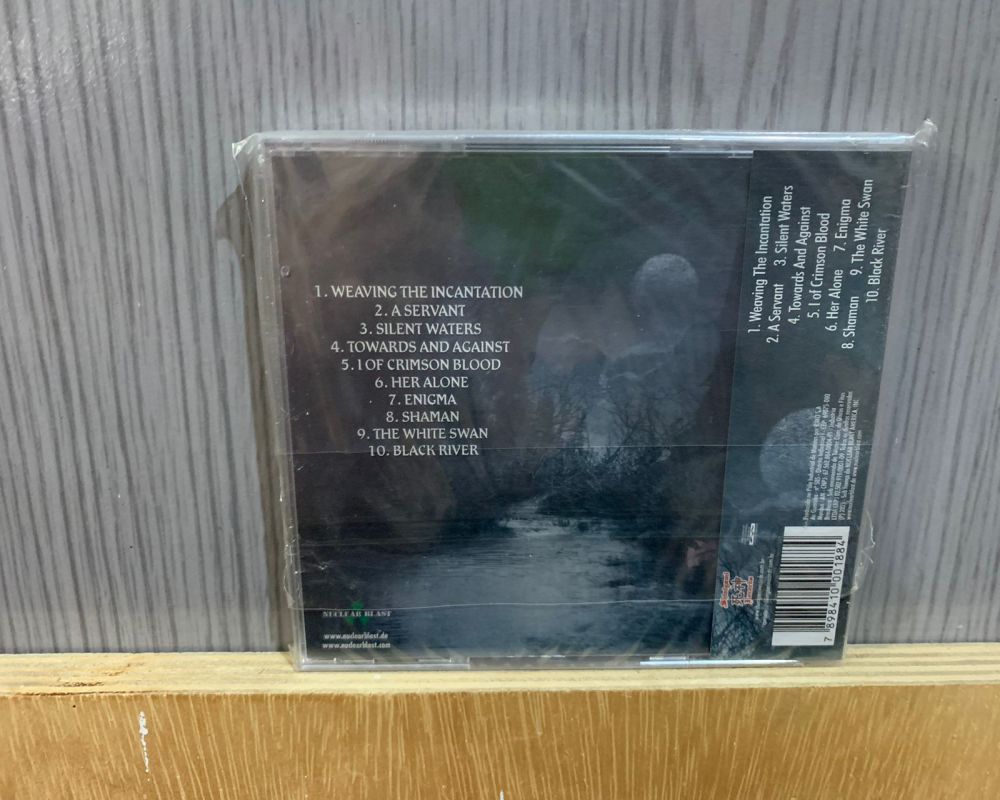 1. WEAVING THE INCANTATION
2. A SERVANT
3. SILENT WATERS
4. TOWARDS AND AGAINST
5. I OF CRIMSON BLOOD
6. HER ALONE
7. ENIGMA
8. SHAMAN
9. THE WHITE SWAN
10. BLACK RIVER
NUCLEAR BLAST
www.nuclearblast.de
www.nuclearblast.com
1. Weaving The Incantation
2. A Servant 3. Silent Waters
4. Towards And Against
5. I of Crimson Blood
6. Her Alone 7. Enigma
8. Shaman 9. The White Swan
10. Black River
7 898410 001884